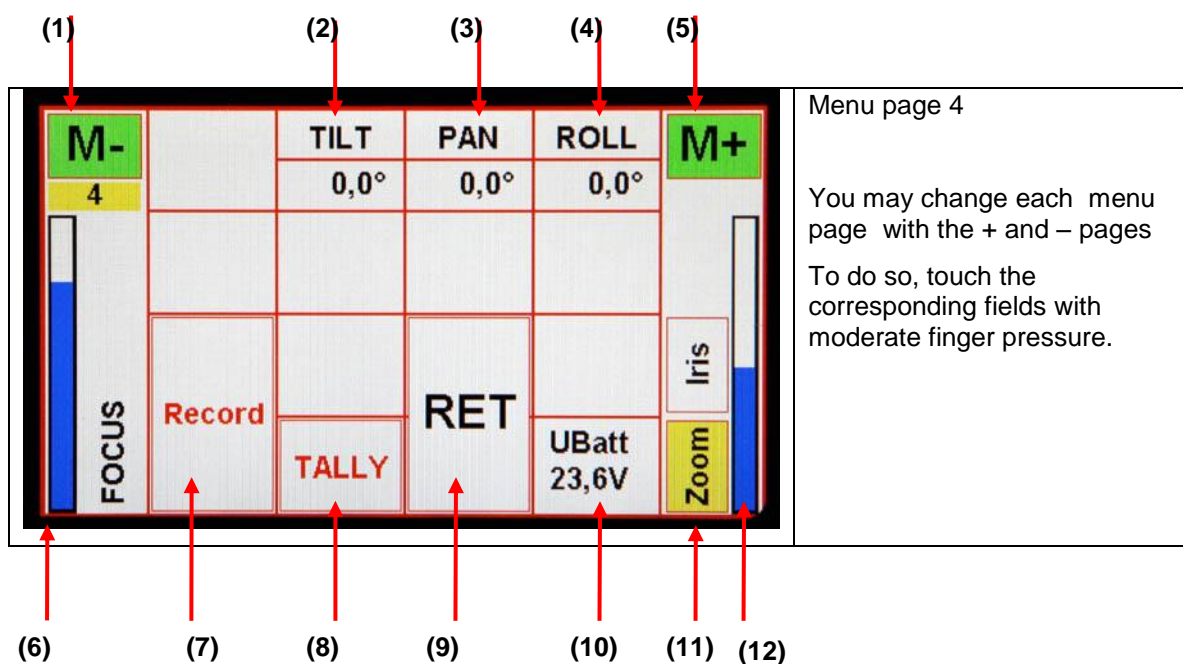 (1) (2) (3) (4) (5)
M- TILT PAN ROLL M+
4 0,0° 0,0° 0,0°
Iris
FOCUS
Record
RET
TALLY
UBatt
23,6V
Zoom
Menu page 4
You may change each menu
page with the + and – pages
To do so, touch the
corresponding fields with
moderate finger pressure.
(6) (7) (8) (9) (10) (11) (12)